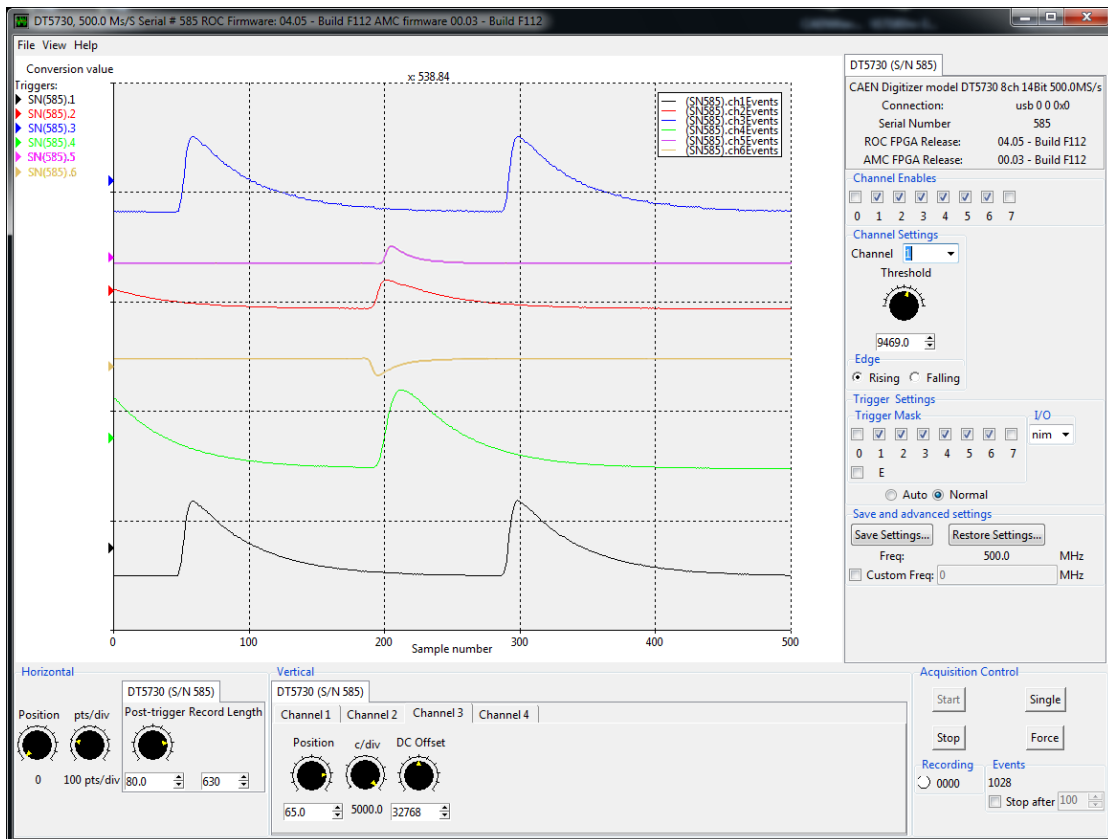 DT5730, 500.0 Ms/S Serial # 585 ROC Firmware: 04.05 - Build F112 AMC firmware 00.03 - Build F112
File View Help
Conversion value
x: 538.84
Triggers:
SN(585).1
SN(585).2
SN(585).3
SN(585).4
SN(585).5
SN(585).6
(SN585).ch1Events
(SN585).ch2Events
(SN585).ch3Events
(SN585).ch4Events
(SN585).ch5Events
(SN585).ch6Events
0 100 200 300 400 500
Sample number
DT5730 (S/N 585)
CAEN Digitizer model DT5730 8ch 14Bit 500.0MS/s
Connection: usb 0 0 0x0
Serial Number 585
ROC FPGA Release: 04.05 - Build F112
AMC FPGA Release: 00.03 - Build F112
Channel Enables
0 1 2 3 4 5 6 7
Channel Settings
Channel
Threshold
9469.0
Edge
Rising Falling
Trigger Settings
Trigger Mask I/O
nim
0 1 2 3 4 5 6 7
E
Auto Normal
Save and advanced settings
Save Settings... Restore Settings...
Freq: 500.0 MHz
Custom Freq: 0 MHz
Horizontal
DT5730 (S/N 585)
Position pts/div Post-trigger Record Length
0 100 pts/div 80.0 630
Vertical
DT5730 (S/N 585)
Channel 1 Channel 2 Channel 3 Channel 4
Position c/div DC Offset
65.0 5000.0 32768
Acquisition Control
Start Single
Stop Force
Recording Events
0000 1028
Stop after 100